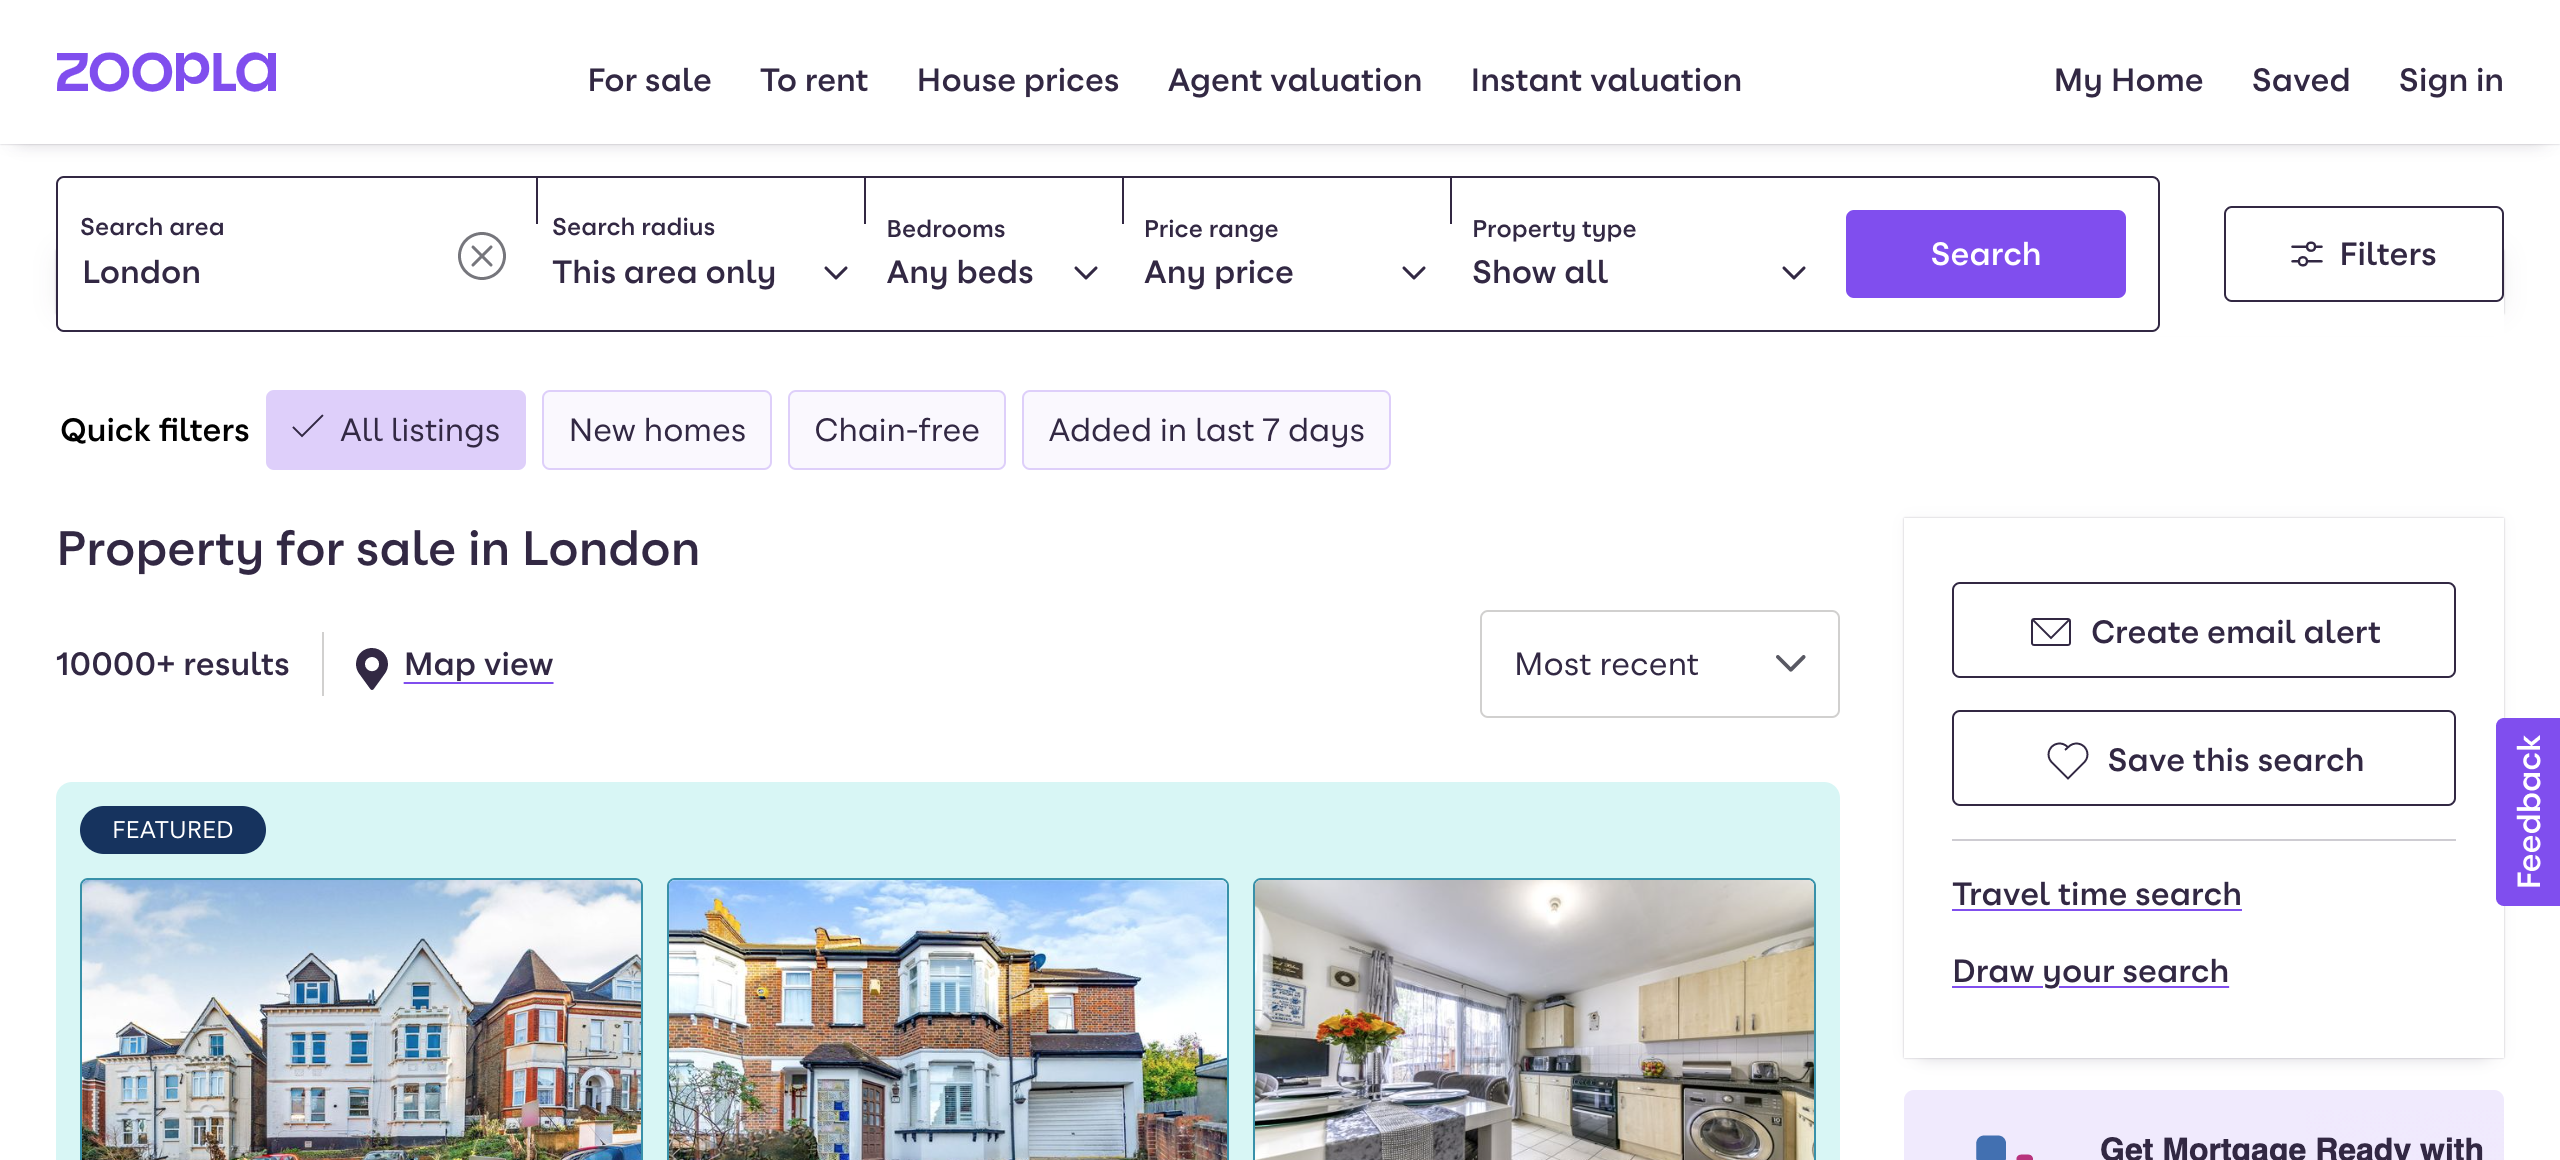 zoopla
For sale
To rent
House prices
Agent valuation
Instant valuation
My Home
Saved
Sign in
Search area
London
Search radius
This area only
Bedrooms
Any beds
Price range
Any price
Property type
Show all
Search
Filters
Quick filters
All listings
New homes
Chain-free
Added in last 7 days
Property for sale in London
10000+ results
Map view
Most recent
Create email alert
Save this search
Travel time search
Draw your search
Feedback
FEATURED
Get Mortgage Ready with